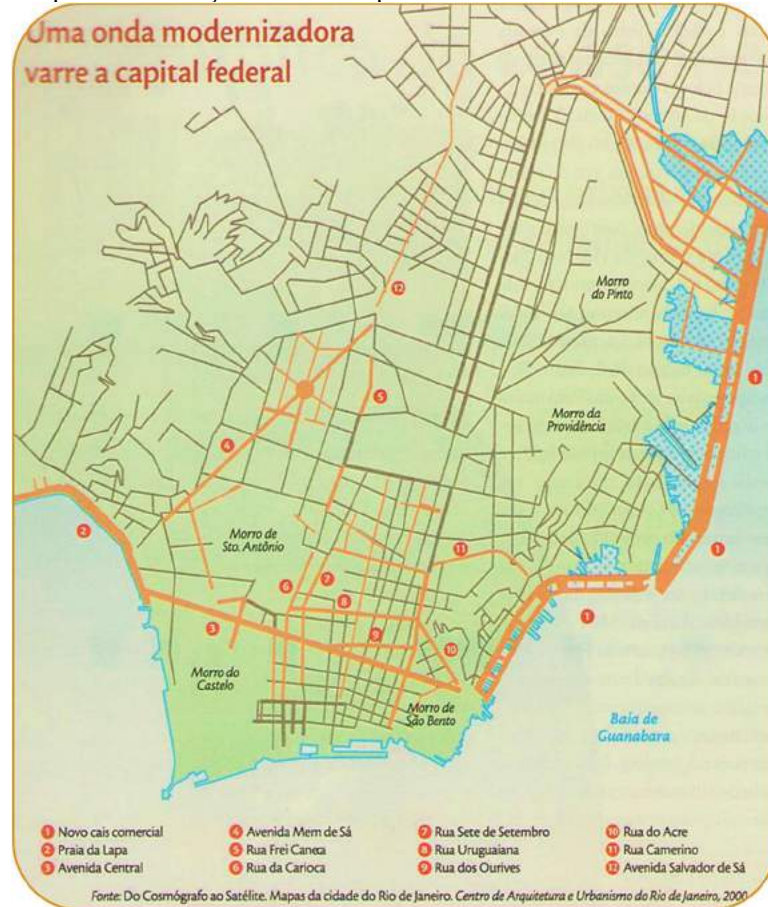 Uma onda modernizadora
varre a capital federal
Morro
do Pinto
12
1
5
Morro da
Providência
4
2
Morro de
Sto. Antônio
11
1
7
6
8
1
3
9
10
Morro do
Castelo
Morro de
São Bento
Baía de
Guanabara
1 Novo cais comercial
2 Praia da Lapa
3 Avenida Central
4 Avenida Mem de Sá
5 Rua Frei Caneca
6 Rua da Carioca
7 Rua Sete de Setembro
8 Rua Uruguaiana
9 Rua dos Ourives
10 Rua do Acre
11 Rua Camerino
12 Avenida Salvador de Sá
Fonte: Do Cosmógrafo ao Satélite. Mapas da cidade do Rio de Janeiro. Centro de Arquitetura e Urbanismo do Rio de Janeiro, 2000